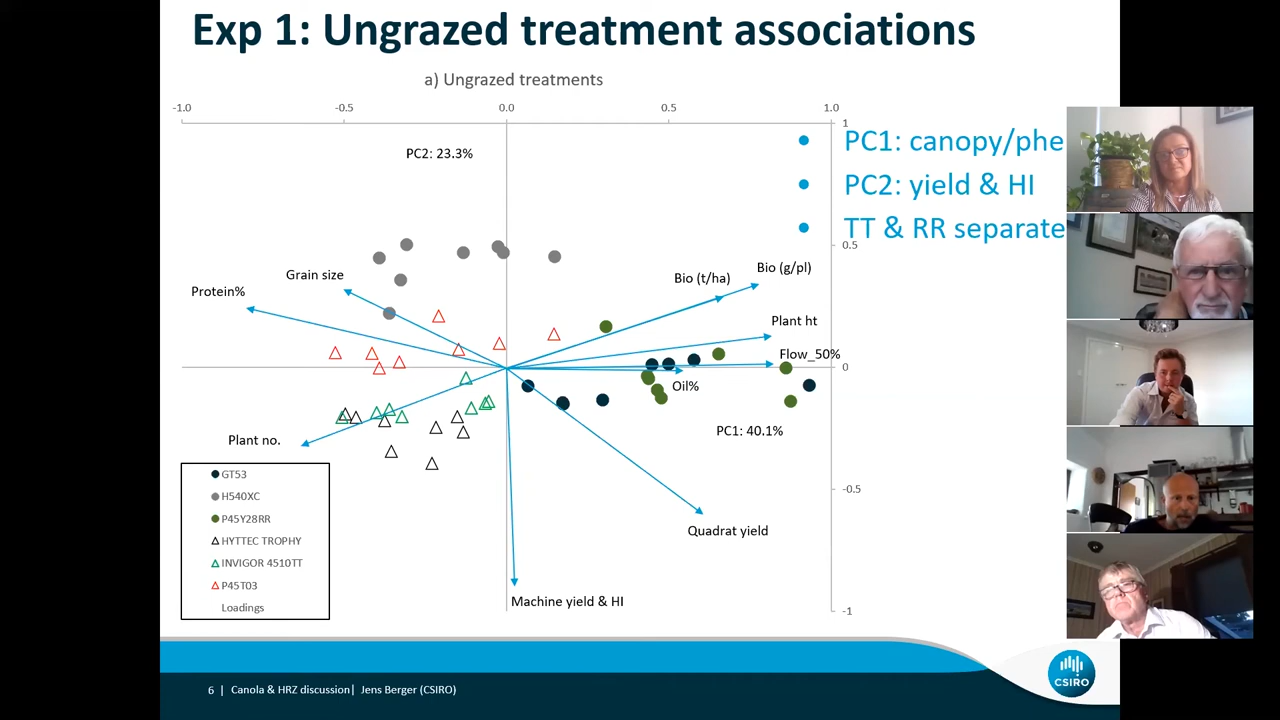 Exp 1: Ungrazed treatment associations
a) Ungrazed treatments
-1.0 -0.5 0.0 0.5 1.0
1
PC2: 23.3%
PC1: canopy/phe
PC2: yield & HI
TT & RR separate
0.5
Grain size
Protein%
Bio (t/ha)
Bio (g/pl)
Plant ht
Flow_50%
0
Oil%
Plant no.
PC1: 40.1%
-0.5
Quadrat yield
Machine yield & HI
-1
GT53
H540XC
P45Y28RR
HYTTEC TROPHY
INVIGOR 4510TT
P45T03
Loadings
6 | Canola & HRZ discussion| Jens Berger (CSIRO)
CSIRO